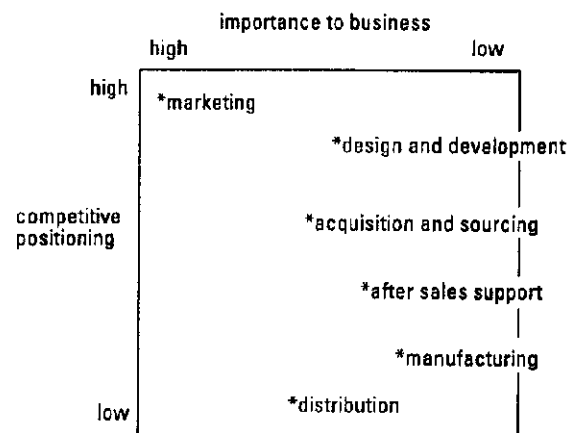 importance to business
high low
high
*marketing
*design and development
competitive
positioning
*acquisition and sourcing
*after sales support
*manufacturing
low
*distribution